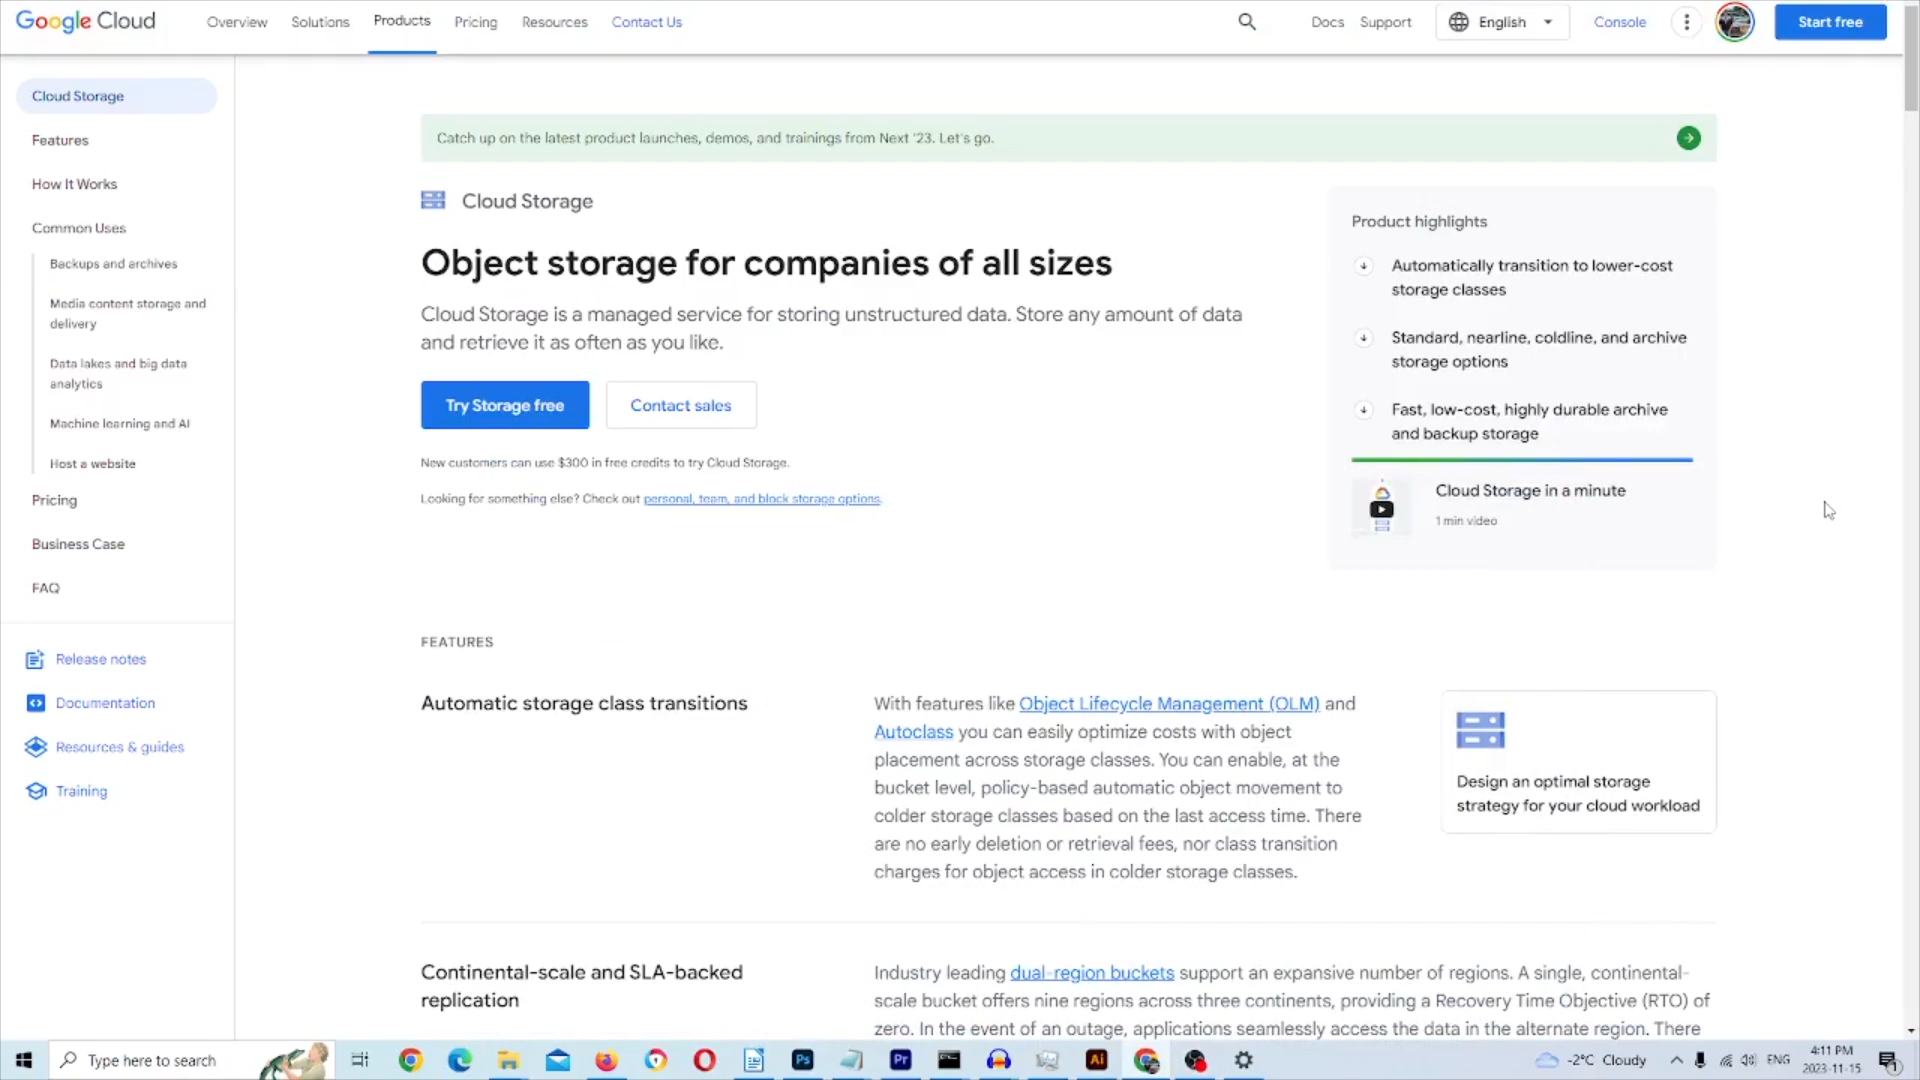 Google Cloud
Overview
Solutions
Products
Pricing
Resources
Contact Us
Docs
Support
English
Console
Start free
Cloud Storage
Features
How It Works
Common Uses
Backups and archives
Media content storage and
delivery
Data lakes and big data
analytics
Machine learning and AI
Host a website
Pricing
Business Case
FAQ
Release notes
Documentation
Resources & guides
Training
Catch up on the latest product launches, demos, and trainings from Next '23. Let's go.
Cloud Storage
Object storage for companies of all sizes
Cloud Storage is a managed service for storing unstructured data. Store any amount of data
and retrieve it as often as you like.
Try Storage free
Contact sales
New customers can use $300 in free credits to try Cloud Storage.
Looking for something else? Check out personal, team, and block storage options.
Product highlights
Automatically transition to lower-cost
storage classes
Standard, nearline, coldline, and archive
storage options
Fast, low-cost, highly durable archive
and backup storage
Cloud Storage in a minute
1 min video
FEATURES
Automatic storage class transitions
With features like Object Lifecycle Management (OLM) and
Autoclass you can easily optimize costs with object
placement across storage classes. You can enable, at the
bucket level, policy-based automatic object movement to
colder storage classes based on the last access time. There
are no early deletion or retrieval fees, nor class transition
charges for object access in colder storage classes.
Design an optimal storage
strategy for your cloud workload
Continental-scale and SLA-backed
replication
Industry leading dual-region buckets support an expansive number of regions. A single, continental-
scale bucket offers nine regions across three continents, providing a Recovery Time Objective (RTO) of
zero. In the event of an outage, applications seamlessly access the data in the alternate region. There
Type here to search
Ps
Pr
Ai
-2°C Cloudy
ENG
4:11 PM
2023-11-15
1